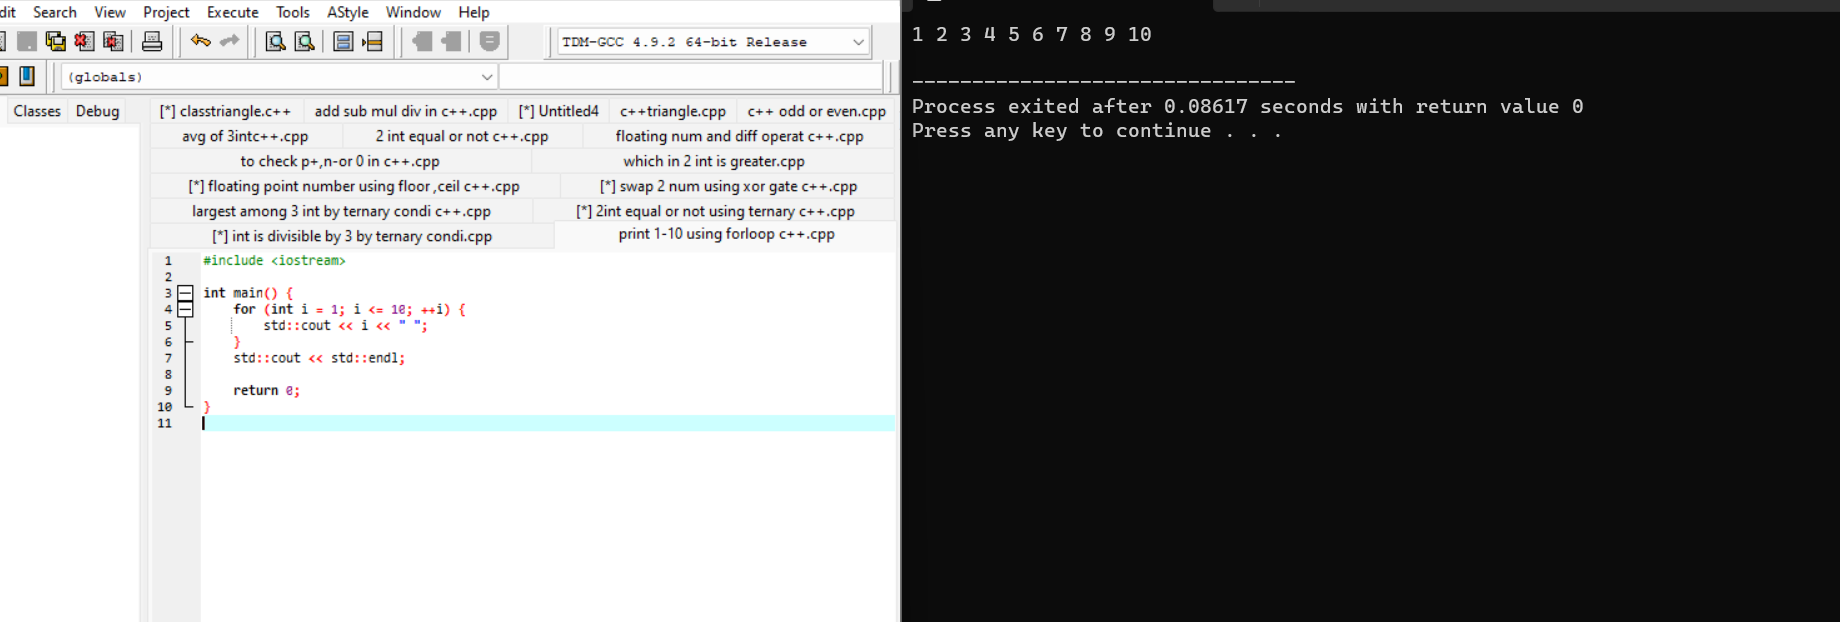 dit Search View Project Execute Tools AStyle Window Help
TDM-GCC 4.9.2 64-bit Release
(globals)
Classes Debug
[*] classtriangle.c++ add sub mul div in c++.cpp [*] Untitled4 c++triangle.cpp c++ odd or even.cpp
avg of 3intc++.cpp 2 int equal or not c++.cpp floating num and diff operat c++.cpp
to check p+,n-or 0 in c++.cpp which in 2 int is greater.cpp
[*] floating point number using floor ,ceil c++.cpp [*] swap 2 num using xor gate c++.cpp
largest among 3 int by ternary condi c++.cpp [*] 2int equal or not using ternary c++.cpp
[*] int is divisible by 3 by ternary condi.cpp print 1-10 using forloop c++.cpp
1 #include <iostream>
2
3 int main() {
4 for (int i = 1; i <= 10; ++i) {
5 std::cout << i << " ";
6 }
7 std::cout << std::endl;
8
9 return 0;
10 }
11
1 2 3 4 5 6 7 8 9 10
--------------------------------
Process exited after 0.08617 seconds with return value 0
Press any key to continue . . .